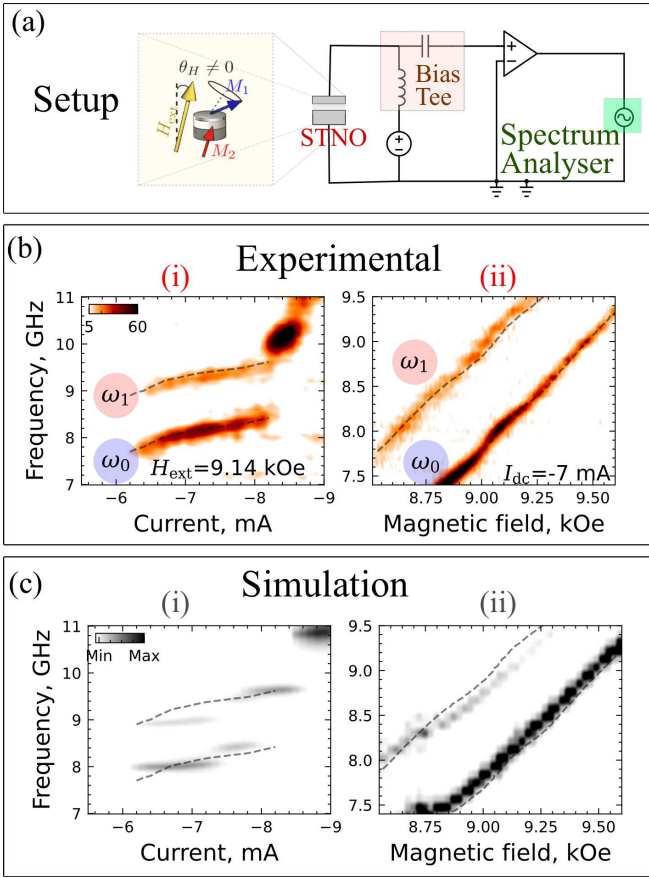 (a)
Setup
θ_H ≠ 0
M_1
H_ext
M_2
STNO
Bias
Tee
Spectrum
Analyser
(b)
Experimental
(i)
(ii)
5 60
ω_1
ω_0
H_ext=9.14 kOe
Frequency, GHz
11
10
9
8
7
-6 -7 -8 -9
Current, mA
ω_1
ω_0
I_dc=-7 mA
9.5
9.0
8.5
8.0
7.5
8.75 9.00 9.25 9.50
Magnetic field, kOe
(c)
Simulation
(i)
(ii)
Min Max
Frequency, GHz
11
10
9
8
7
−6 −7 −8 −9
Current, mA
9.5
9.0
8.5
8.0
7.5
8.75 9.00 9.25 9.50
Magnetic field, kOe